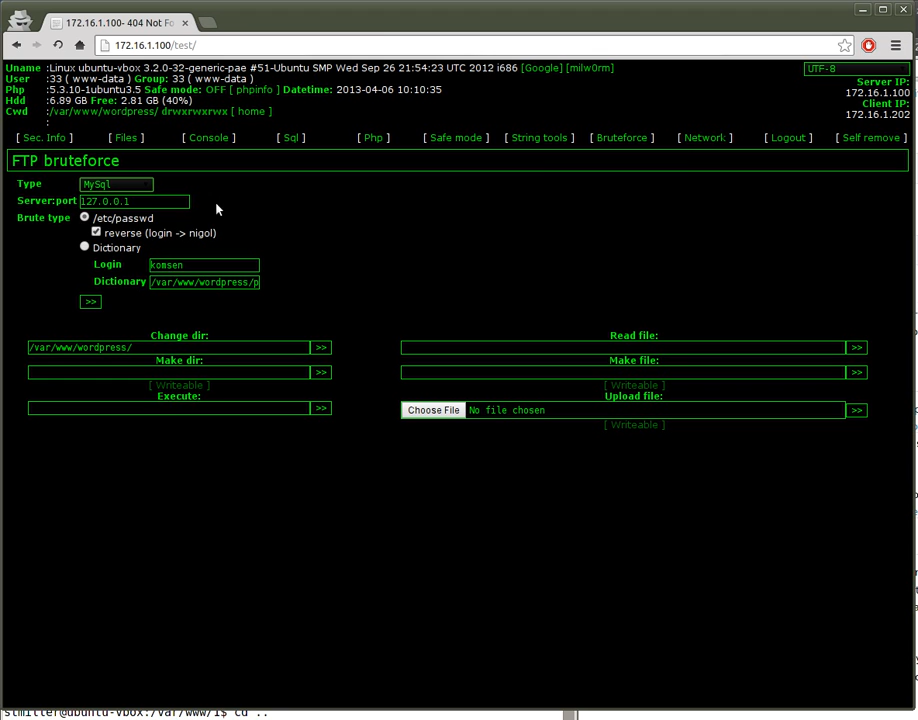 172.16.1.100- 404 Not Fo
172.16.1.100/test/
Uname :Linux ubuntu-vbox 3.2.0-32-generic-pae #51-Ubuntu SMP Wed Sep 26 21:54:23 UTC 2012 i686 [Google] [milw0rm] UTF-8
User :33 ( www-data ) Group: 33 ( www-data ) Server IP:
Php :5.3.10-1ubuntu3.5 Safe mode: OFF [ phpinfo ] Datetime: 2013-04-06 10:10:35 172.16.1.100
Hdd :6.89 GB Free: 2.81 GB (40%) Client IP:
Cwd :/var/www/wordpress/ drwxrwxrwx [ home ] 172.16.1.202
:
[ Sec. Info ] [ Files ] [ Console ] [ Sql ] [ Php ] [ Safe mode ] [ String tools ] [ Bruteforce ] [ Network ] [ Logout ] [ Self remove ]
FTP bruteforce
Type MySql
Server:port 127.0.0.1
Brute type /etc/passwd
reverse (login -> nigol)
Dictionary
Login komsen
Dictionary /var/www/wordpress/p
>>
Change dir: Read file:
/var/www/wordpress/ >> >>
Make dir: Make file:
>> >>
[ Writeable ] [ Writeable ]
Execute: Upload file:
>> Choose File No file chosen >>
[ Writeable ]
stmiller@ubuntu-vbox:/var/www/1$ cd ..